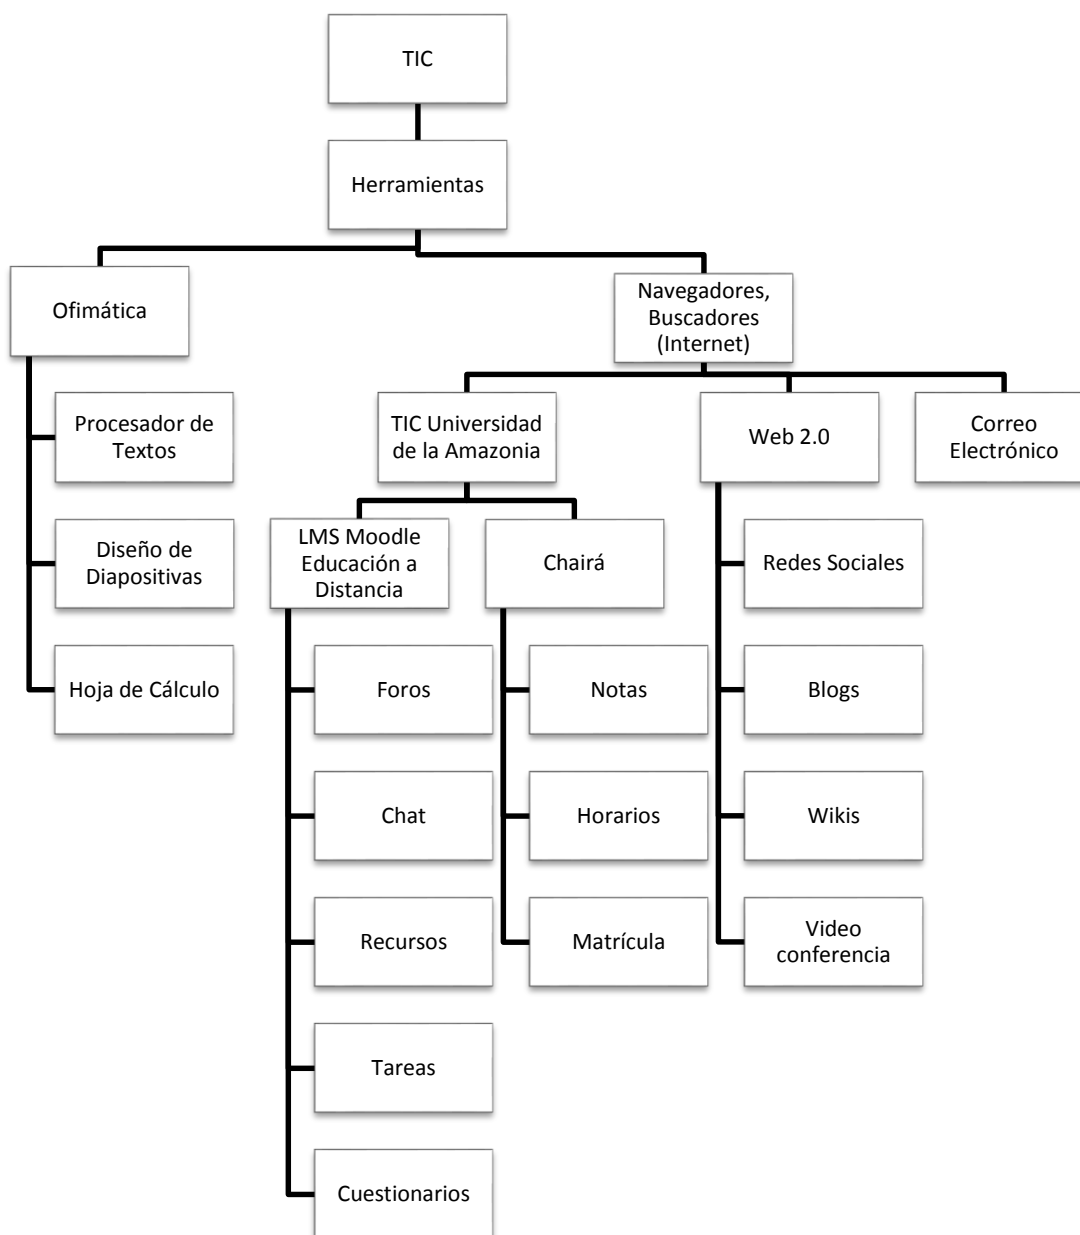 TIC
Herramientas
Ofimática
Navegadores,
Buscadores
(Internet)
Procesador de
Textos
TIC Universidad
de la Amazonia
Web 2.0
Correo
Electrónico
Diseño de
Diapositivas
LMS Moodle
Educación a
Distancia
Chairá
Redes Sociales
Hoja de Cálculo
Foros
Notas
Blogs
Chat
Horarios
Wikis
Recursos
Matrícula
Video
conferencia
Tareas
Cuestionarios